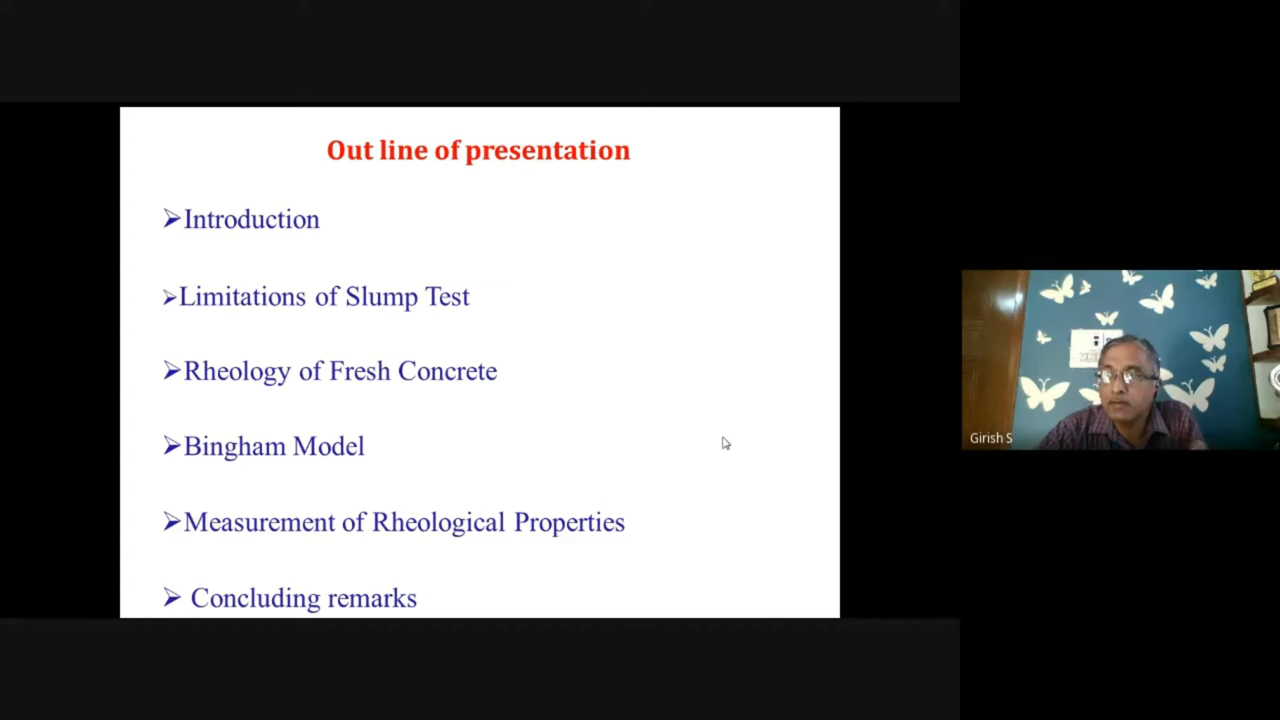 Out line of presentation
➢Introduction
➢Limitations of Slump Test
➢Rheology of Fresh Concrete
➢Bingham Model
➢Measurement of Rheological Properties
➢ Concluding remarks
Girish S